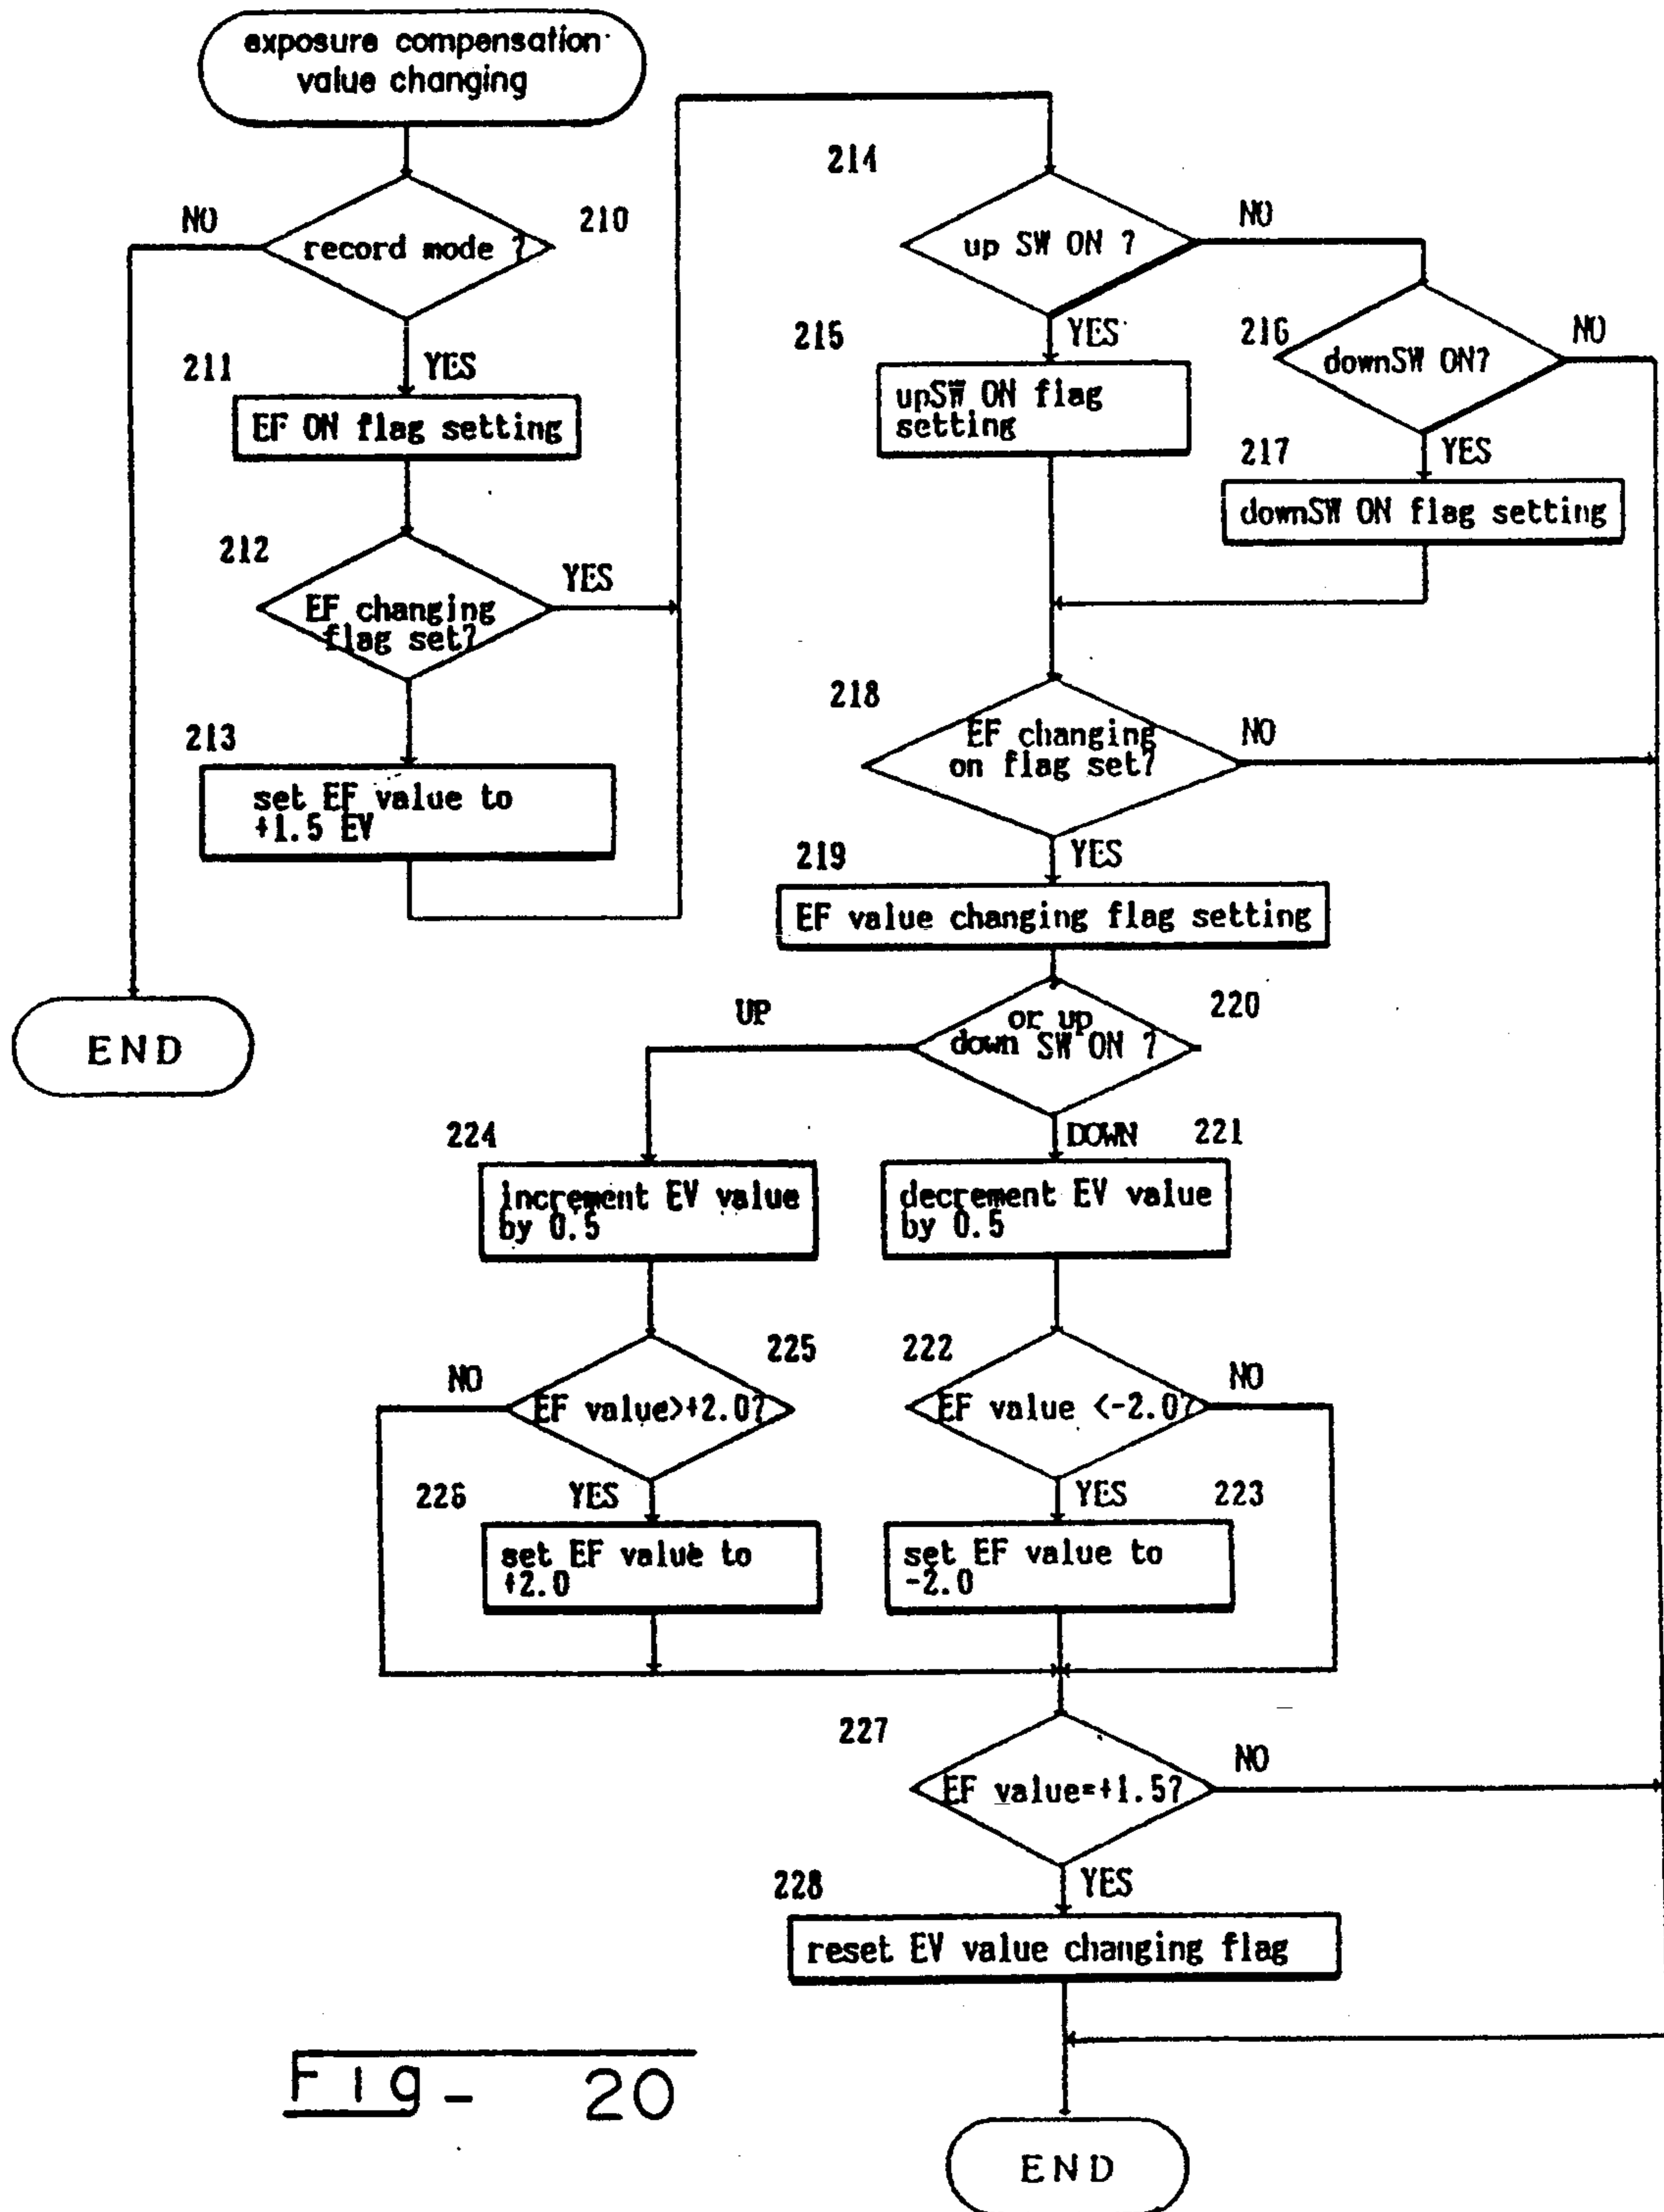 exposure compensation
value changing
NO
record mode ?
210
YES
211
EF ON flag setting
212
EF changing
flag set?
YES
213
set EF value to
+1.5 EV
END
214
up SW ON ?
NO
215
YES
upSW ON flag
setting
216
downSW ON?
NO
217
YES
downSW ON flag setting
218
EF changing
on flag set?
NO
219
YES
EF value changing flag setting
UP
or up
down SW ON ?
220
224
DOWN
221
increment EV value
by 0.5
decrement EV value
by 0.5
NO
EF value>+2.0?
225
222
EF value <-2.0?
NO
226
YES
set EF value to
+2.0
YES
223
set EF value to
-2.0
227
EF value=+1.5?
NO
228
YES
reset EV value changing flag
Fig- 20
END